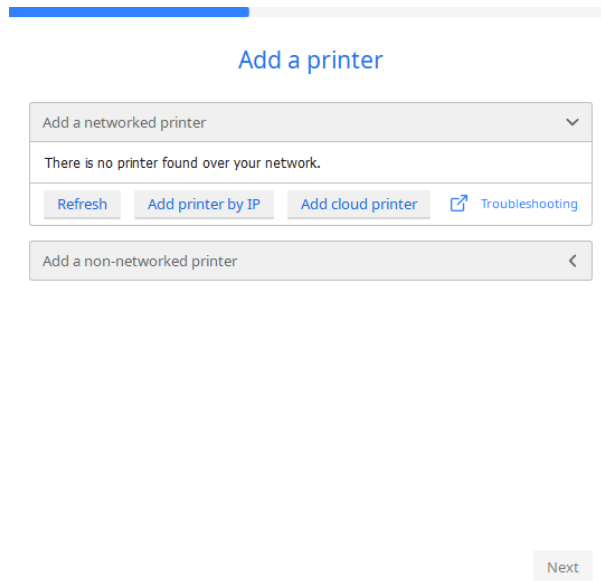 Add a printer
Add a networked printer
There is no printer found over your network.
Refresh Add printer by IP Add cloud printer Troubleshooting
Add a non-networked printer
Next